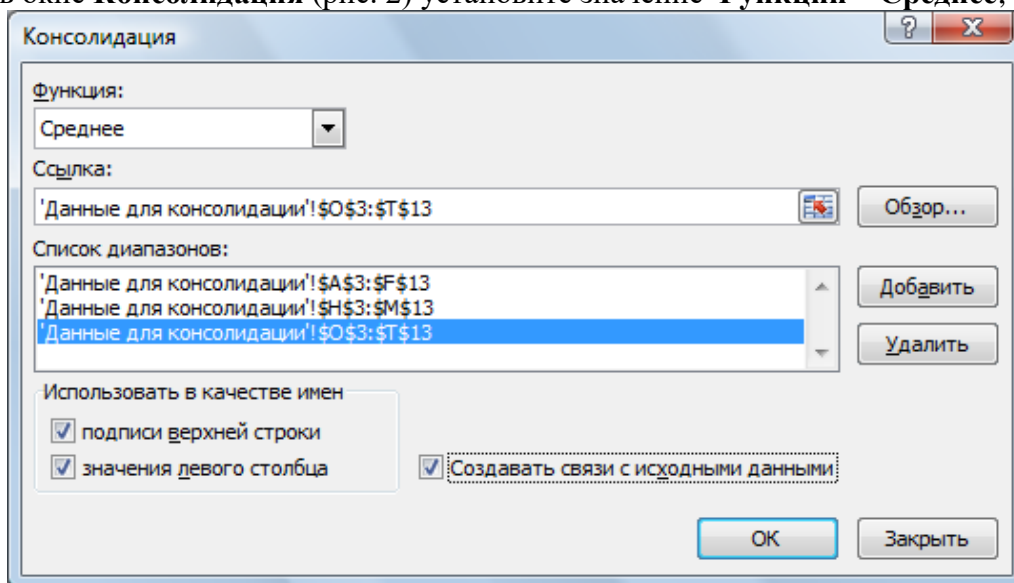 в окне Консолидация (рис. 2) установите значение Функции – Среднее,
Консолидация
Функция:
Среднее
Ссылка:
'Данные для консолидации'!$O$3:$T$13
Обзор...
Список диапазонов:
'Данные для консолидации'!$A$3:$F$13
'Данные для консолидации'!$H$3:$M$13
'Данные для консолидации'!$O$3:$T$13
Добавить
Удалить
Использовать в качестве имен
подписи верхней строки
значения левого столбца
Создавать связи с исходными данными
ОК
Закрыть